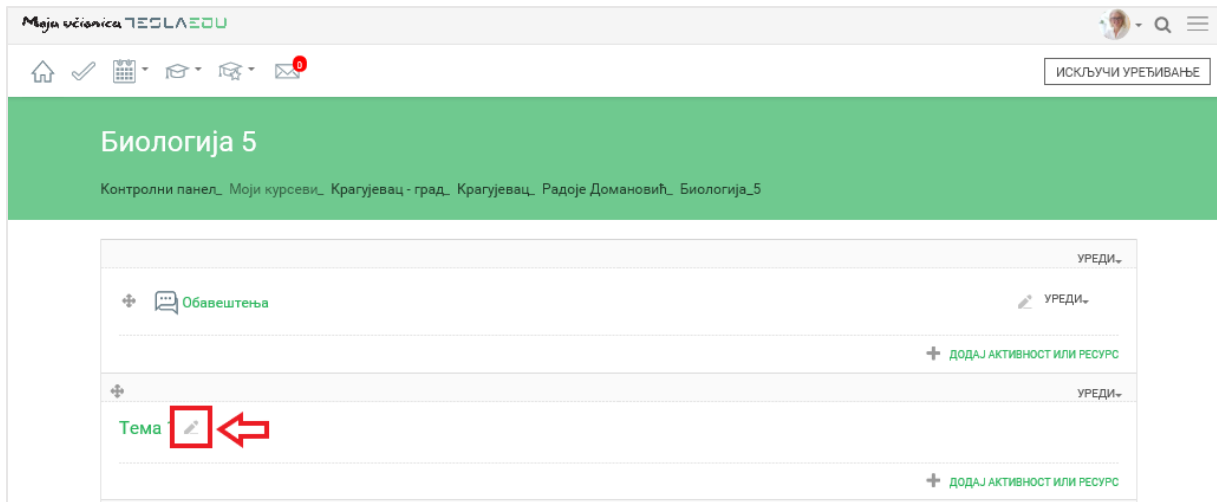 Moja učionica TESLAEDU
0
ИСКЉУЧИ УРЕЂИВАЊЕ
Биологија 5
Контролни панел_ Моји курсеви_ Крагујевац - град_ Крагујевац_ Радоје Домановић_ Биологија_5
УРЕДИ
Обавештења УРЕДИ
ДОДАЈ АКТИВНОСТ ИЛИ РЕСУРС
УРЕДИ
Тема
ДОДАЈ АКТИВНОСТ ИЛИ РЕСУРС